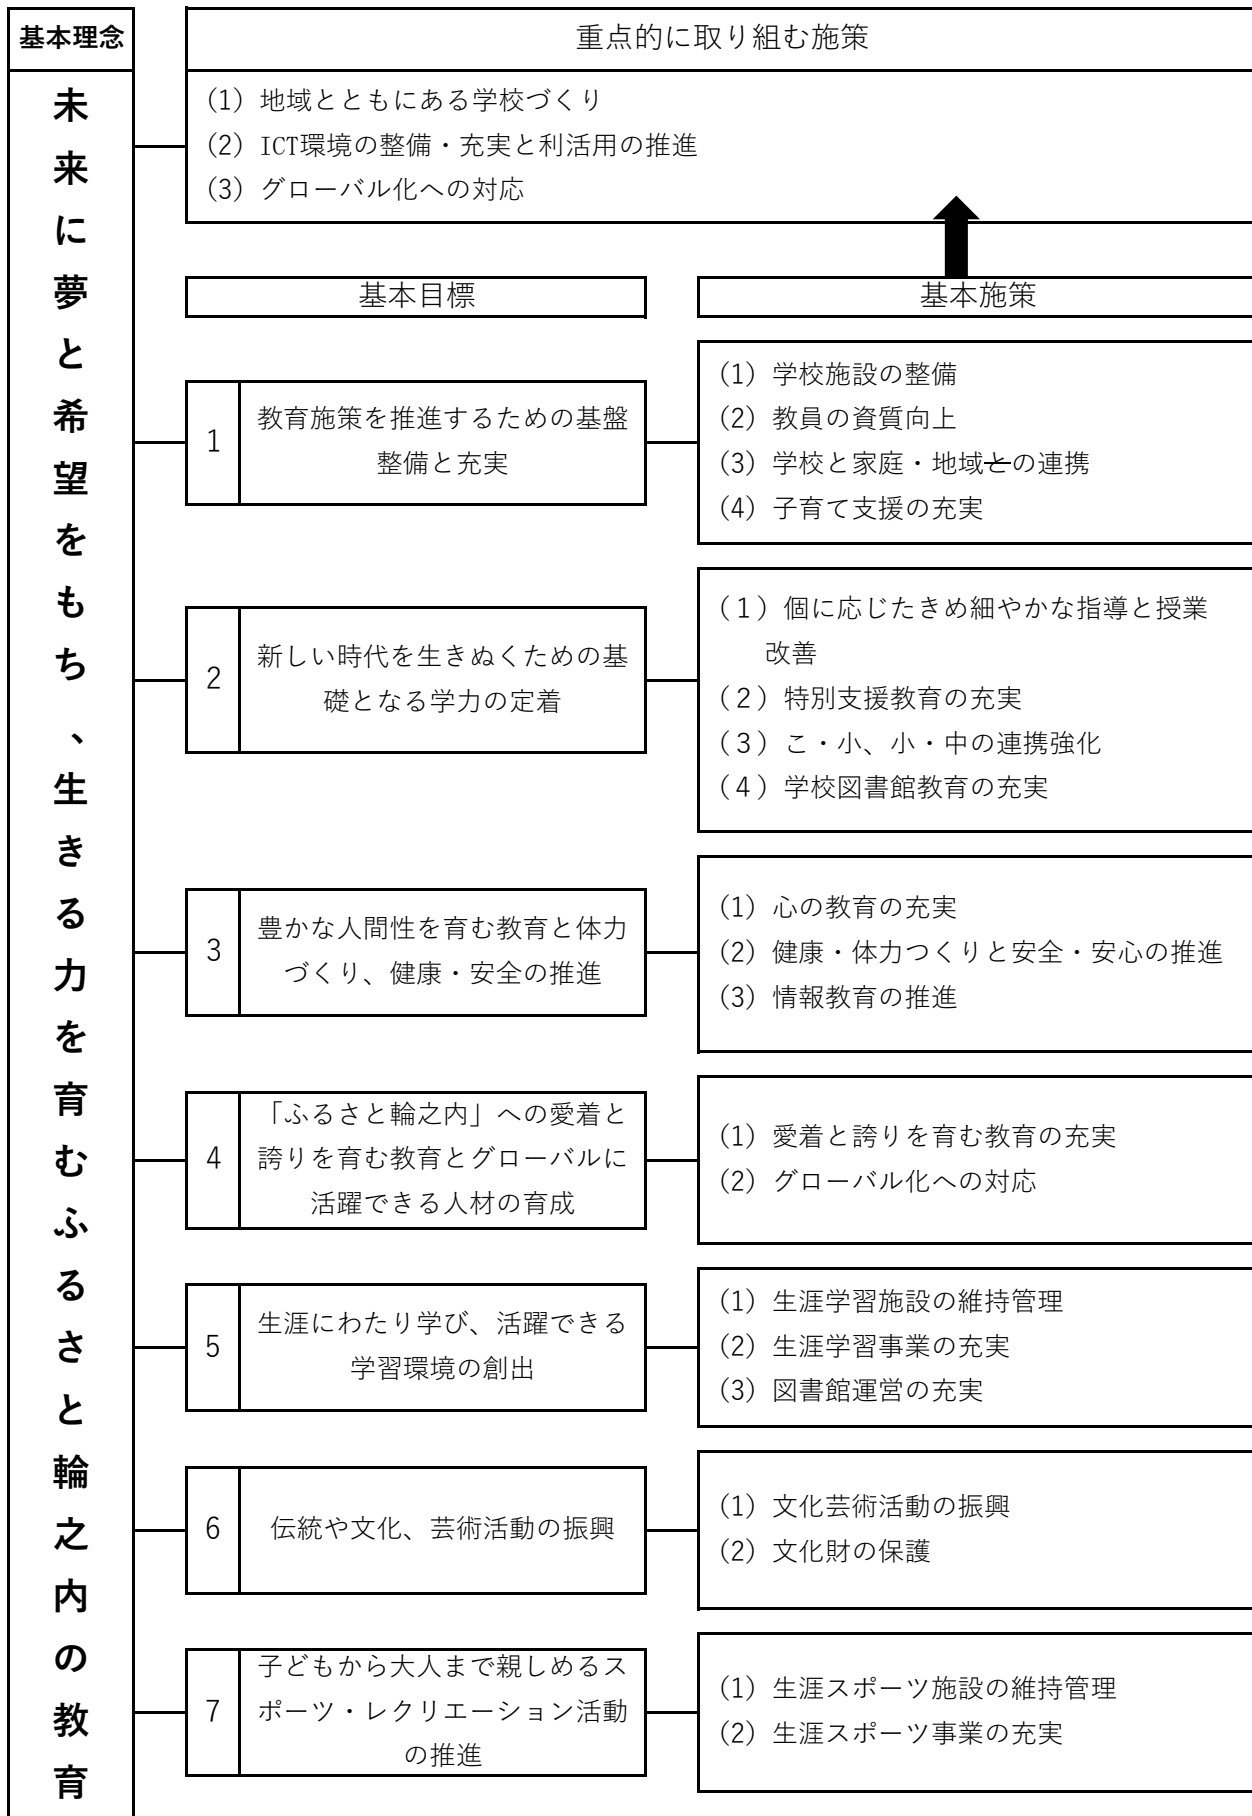 基本理念
未来に夢と希望をもち、生きる力を育むふるさと輪之内の教育
重点的に取り組む施策
(1) 地域とともにある学校づくり
(2) ICT環境の整備・充実と利活用の推進
(3) グローバル化への対応
基本目標
基本施策
1
教育施策を推進するための基盤
整備と充実
(1) 学校施設の整備
(2) 教員の資質向上
(3) 学校と家庭・地域との連携
(4) 子育て支援の充実
2
新しい時代を生きぬくための基
礎となる学力の定着
(1) 個に応じたきめ細やかな指導と授業
改善
(2) 特別支援教育の充実
(3) こ・小、小・中の連携強化
(4) 学校図書館教育の充実
3
豊かな人間性を育む教育と体力
づくり、健康・安全の推進
(1) 心の教育の充実
(2) 健康・体力つくりと安全・安心の推進
(3) 情報教育の推進
4
「ふるさと輪之内」への愛着と
誇りを育む教育とグローバルに
活躍できる人材の育成
(1) 愛着と誇りを育む教育の充実
(2) グローバル化への対応
5
生涯にわたり学び、活躍できる
学習環境の創出
(1) 生涯学習施設の維持管理
(2) 生涯学習事業の充実
(3) 図書館運営の充実
6
伝統や文化、芸術活動の振興
(1) 文化芸術活動の振興
(2) 文化財の保護
7
子どもから大人まで親しめるス
ポーツ・レクリエーション活動
の推進
(1) 生涯スポーツ施設の維持管理
(2) 生涯スポーツ事業の充実